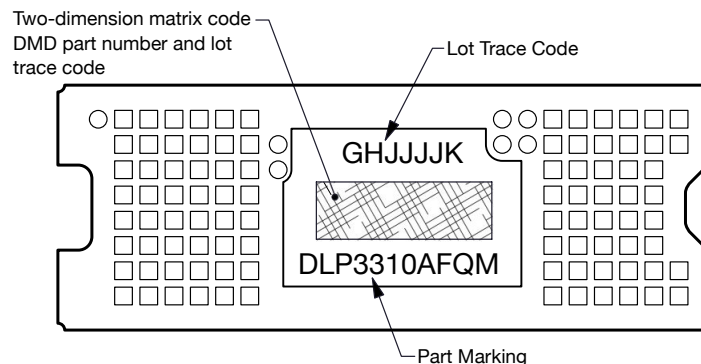 Two-dimension matrix code
DMD part number and lot
trace code
Lot Trace Code
GHJJJJK
DLP3310AFQM
Part Marking